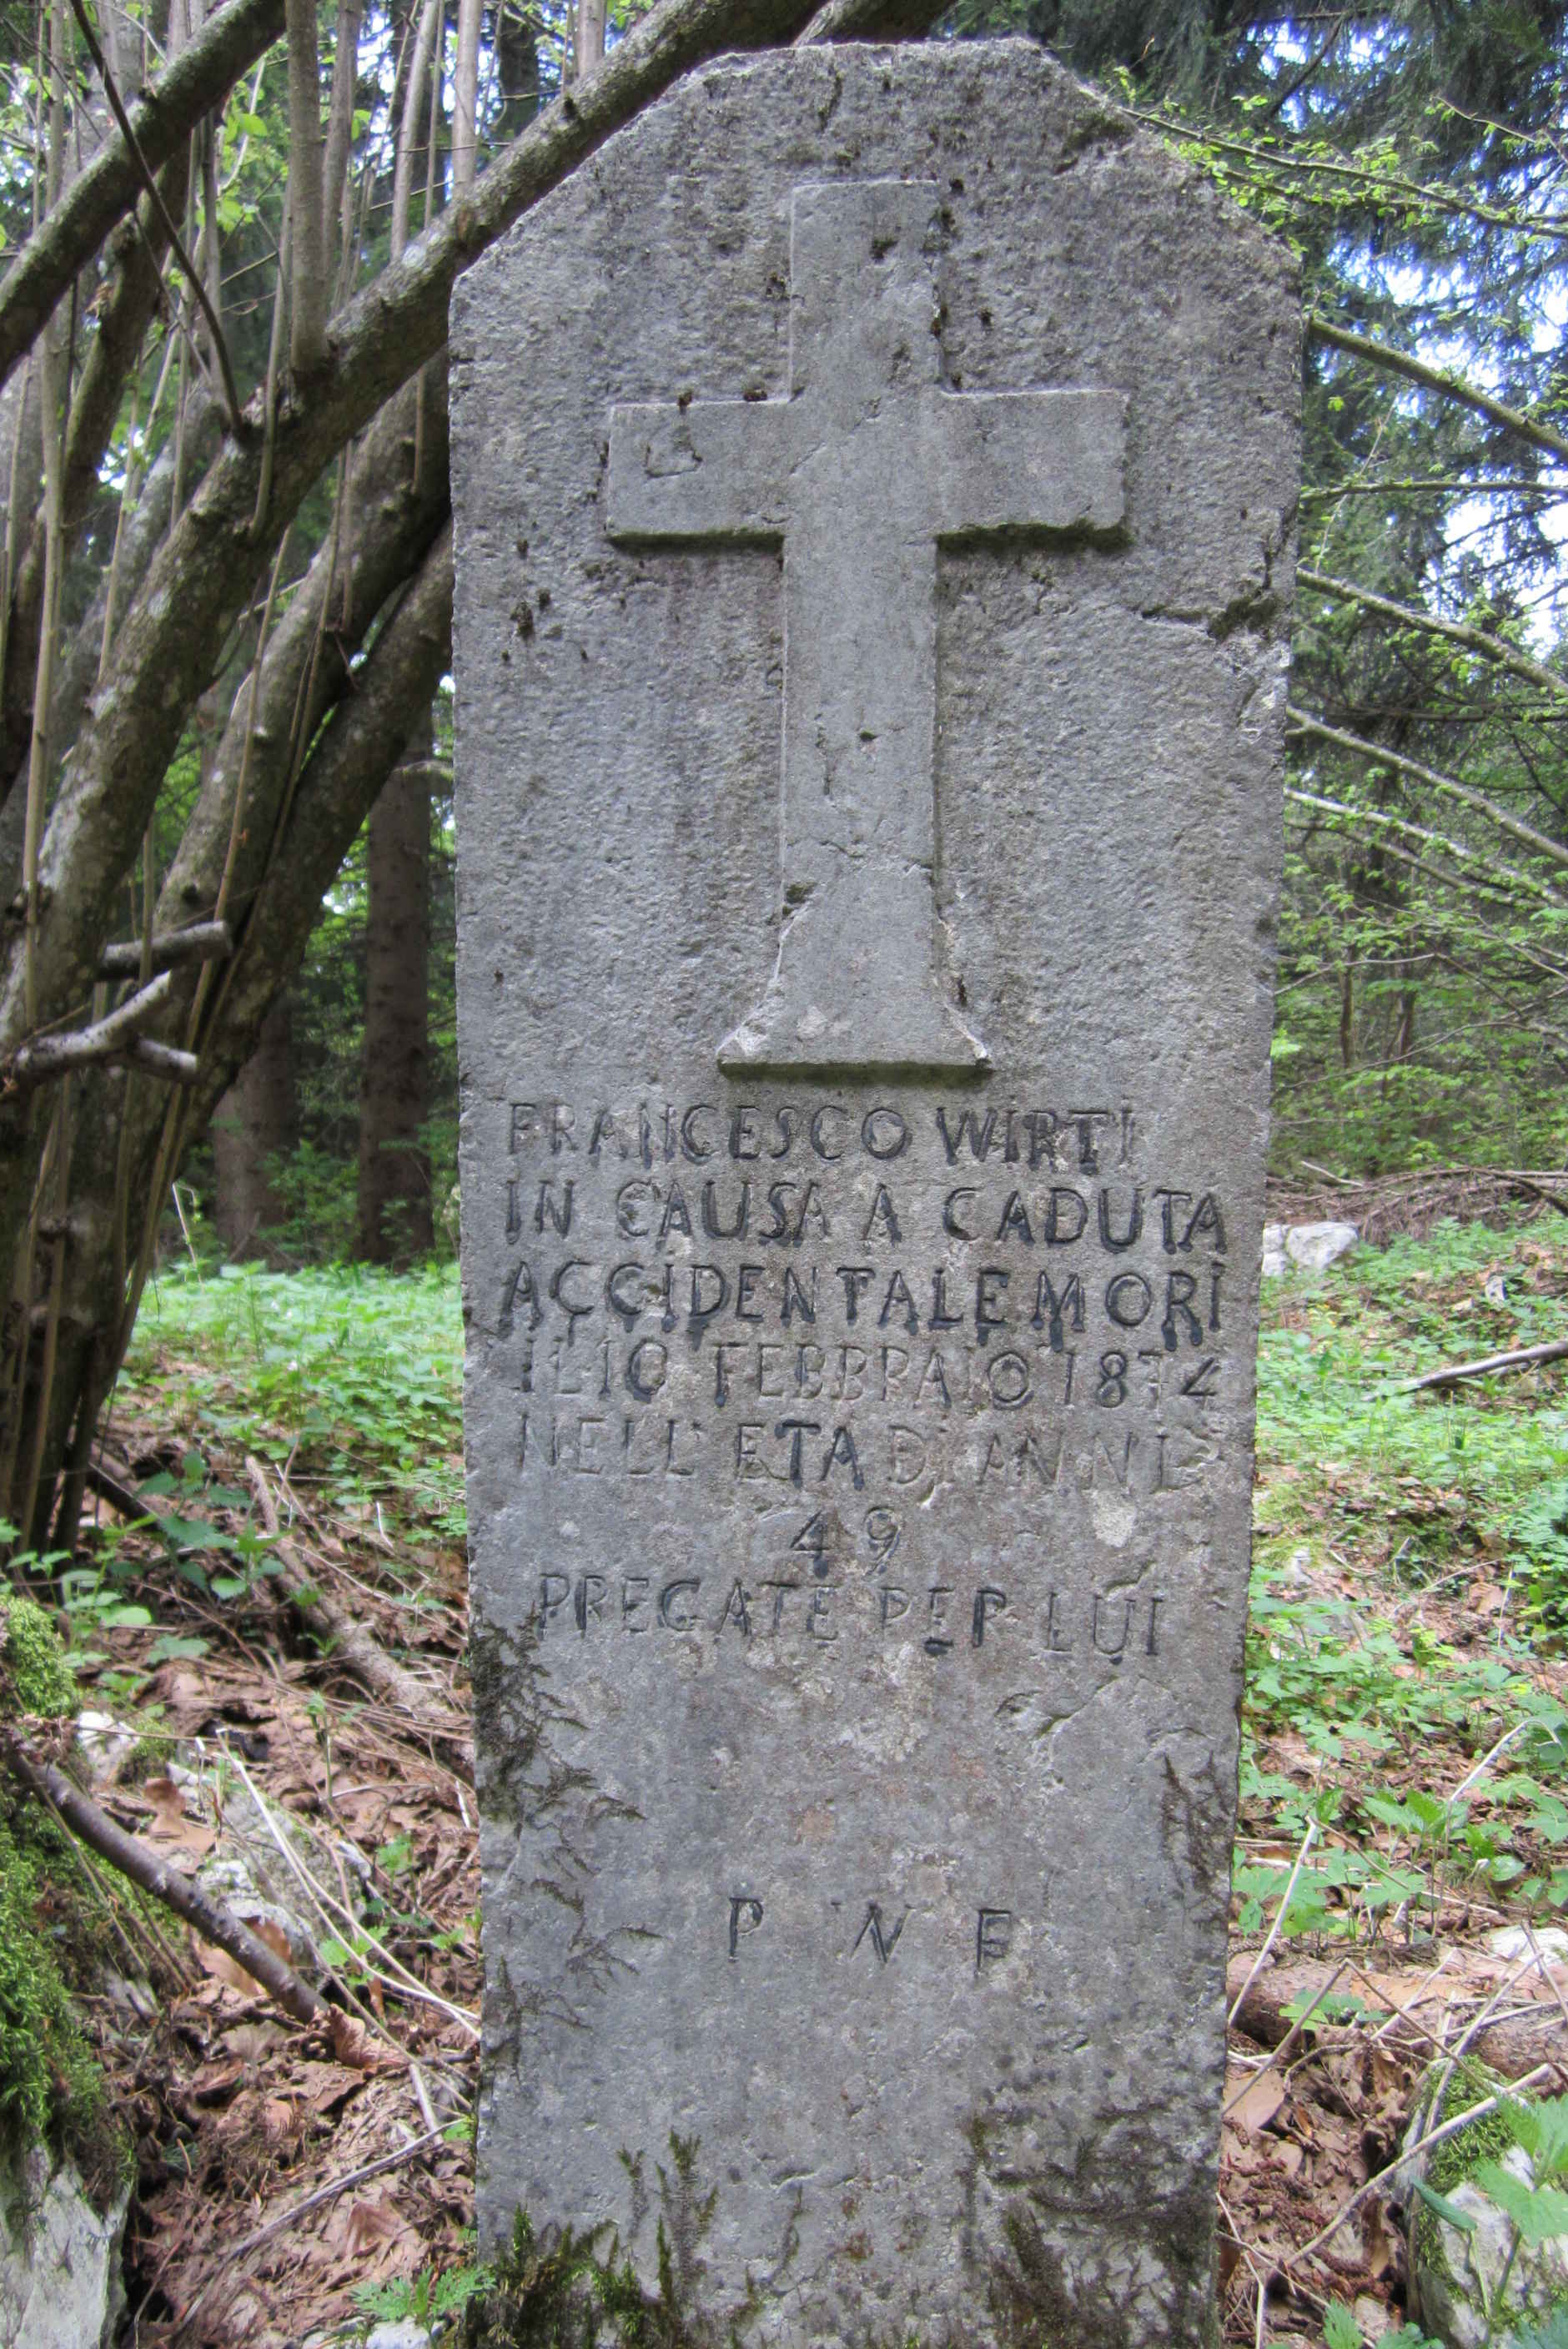 FRANCESCO WIRTI
IN CAUSA A CADUTA
ACCIDENTALE MORI
IL 10 FEBBRAIO 1874
NELL' ETA DI ANNI
49
PREGATE PER LUI
P N F